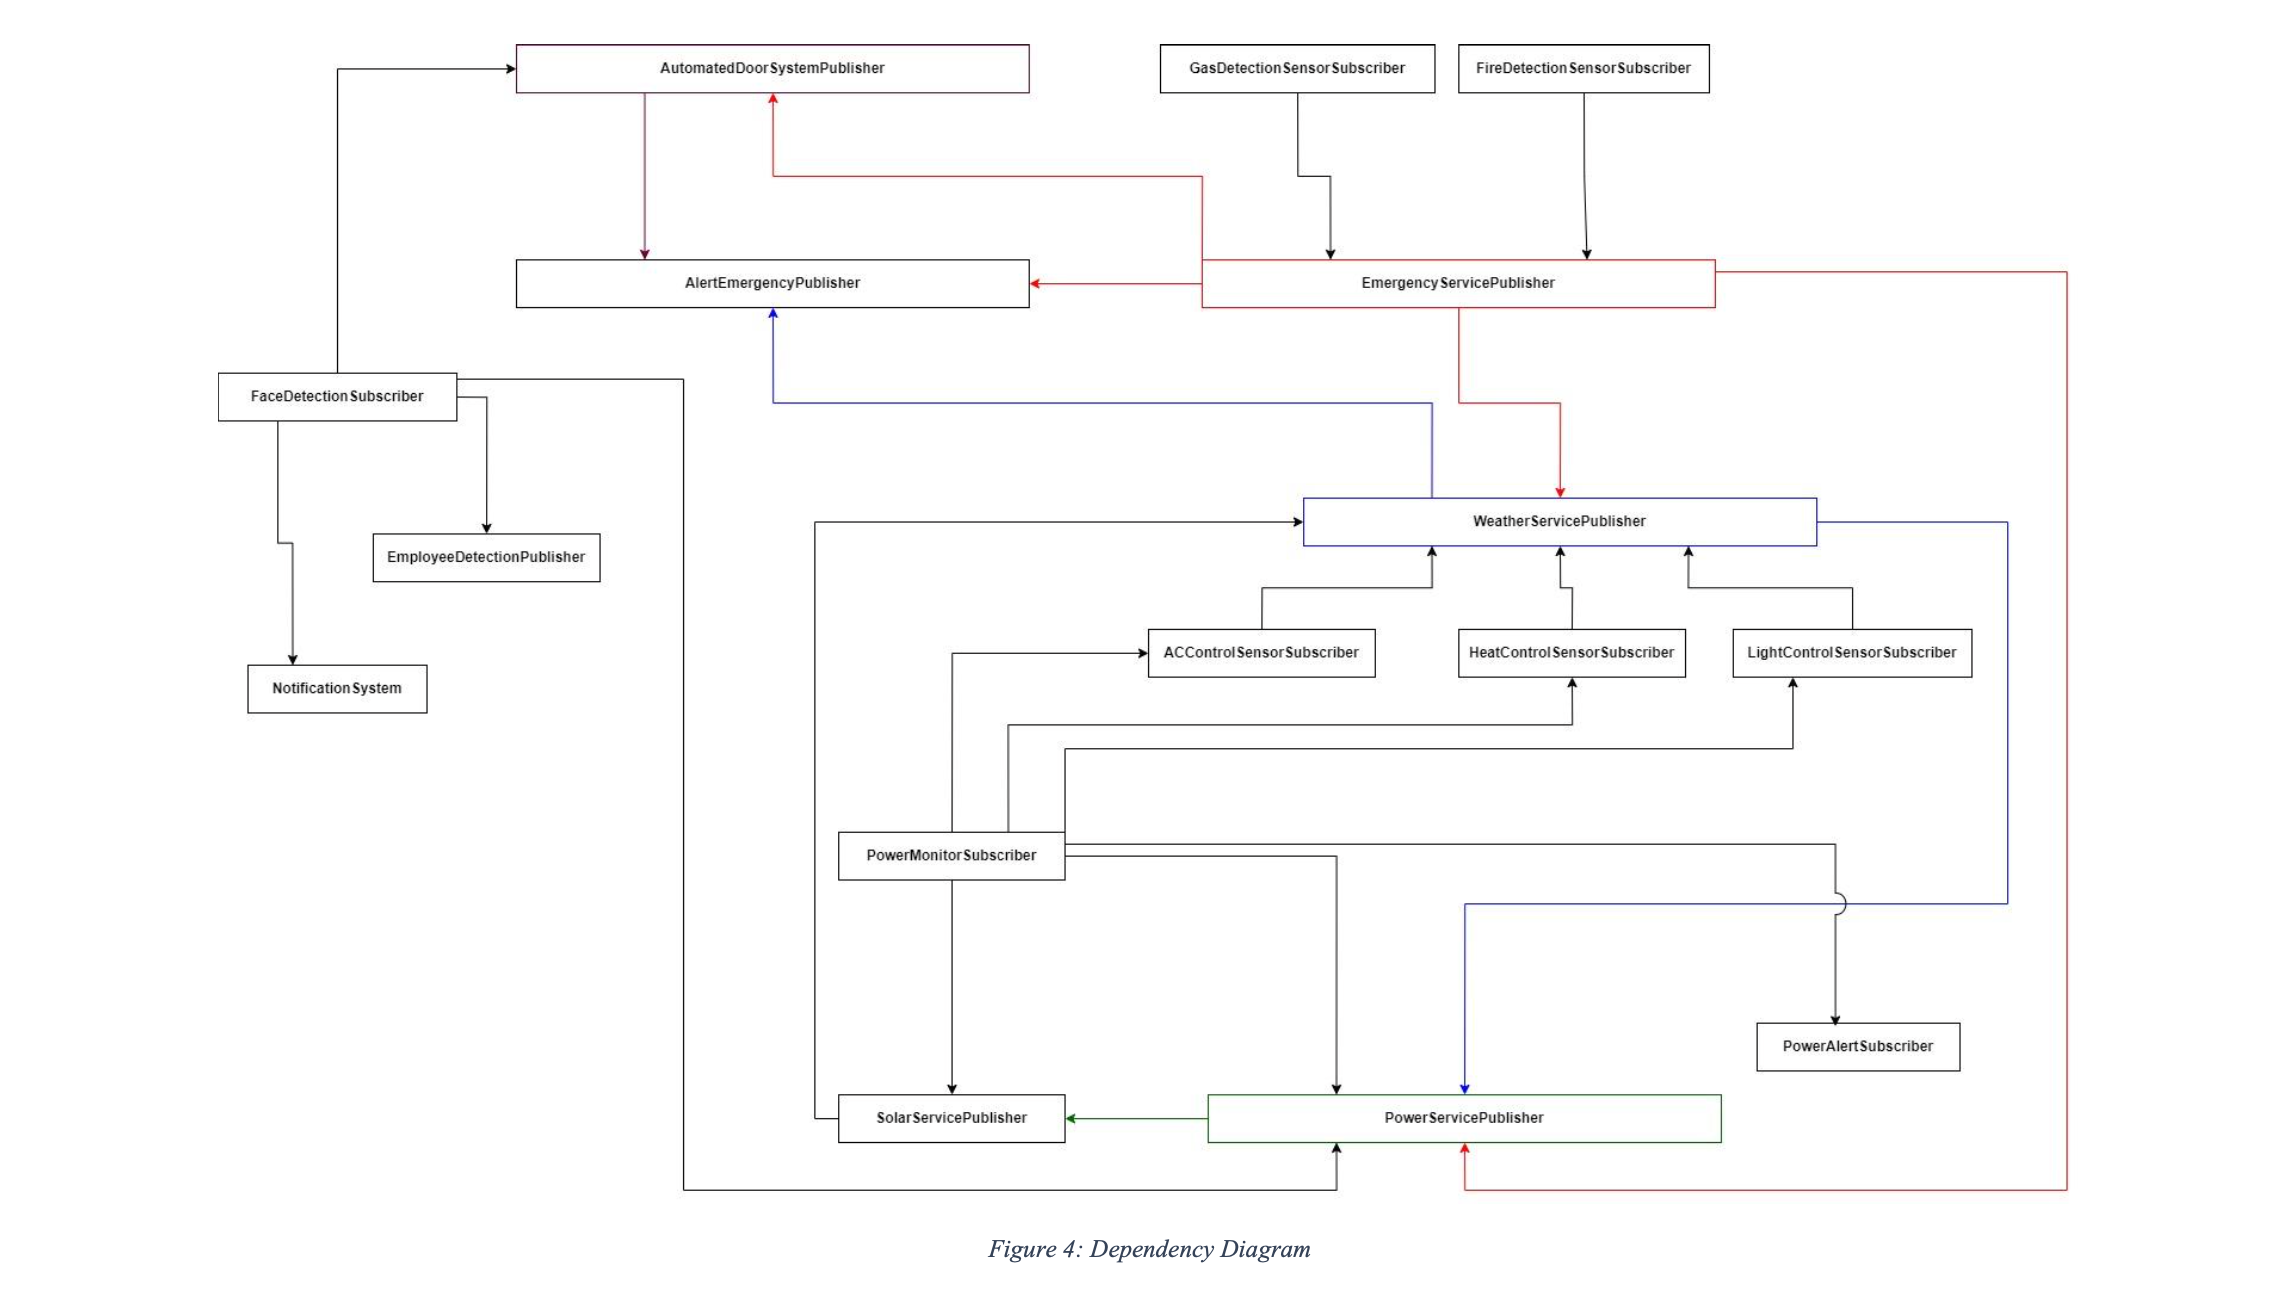 AutomatedDoorSystemPublisher
GasDetectionSensorSubscriber
FireDetectionSensorSubscriber
AlertEmergencyPublisher
EmergencyServicePublisher
FaceDetectionSubscriber
WeatherServicePublisher
EmployeeDetectionPublisher
ACControlSensorSubscriber
HeatControlSensorSubscriber
LightControlSensorSubscriber
NotificationSystem
PowerMonitorSubscriber
PowerAlertSubscriber
SolarServicePublisher
PowerServicePublisher
Figure 4: Dependency Diagram